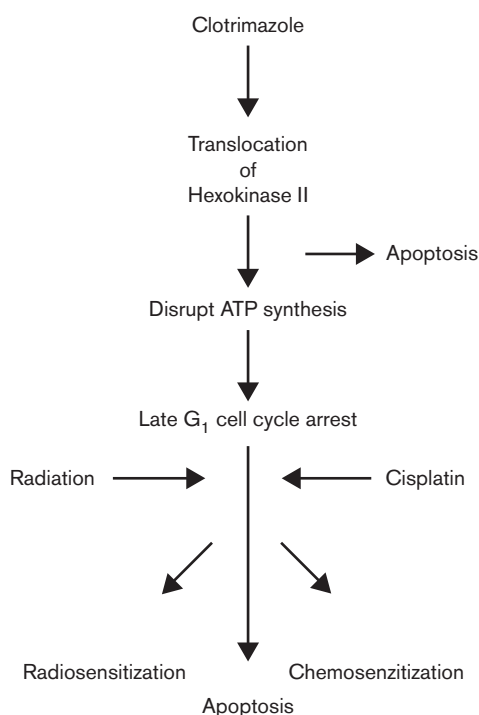 Clotrimazole
Translocation
of
Hexokinase II
Apoptosis
Disrupt ATP synthesis
Late G₁ cell cycle arrest
Radiation
Cisplatin
Radiosensitization
Chemosenzitization
Apoptosis